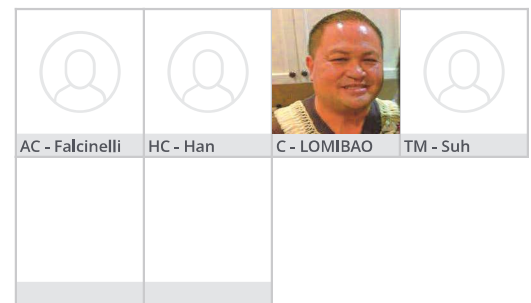 AC - Falcinelli
HC - Han
C - LOMIBAO
TM - Suh